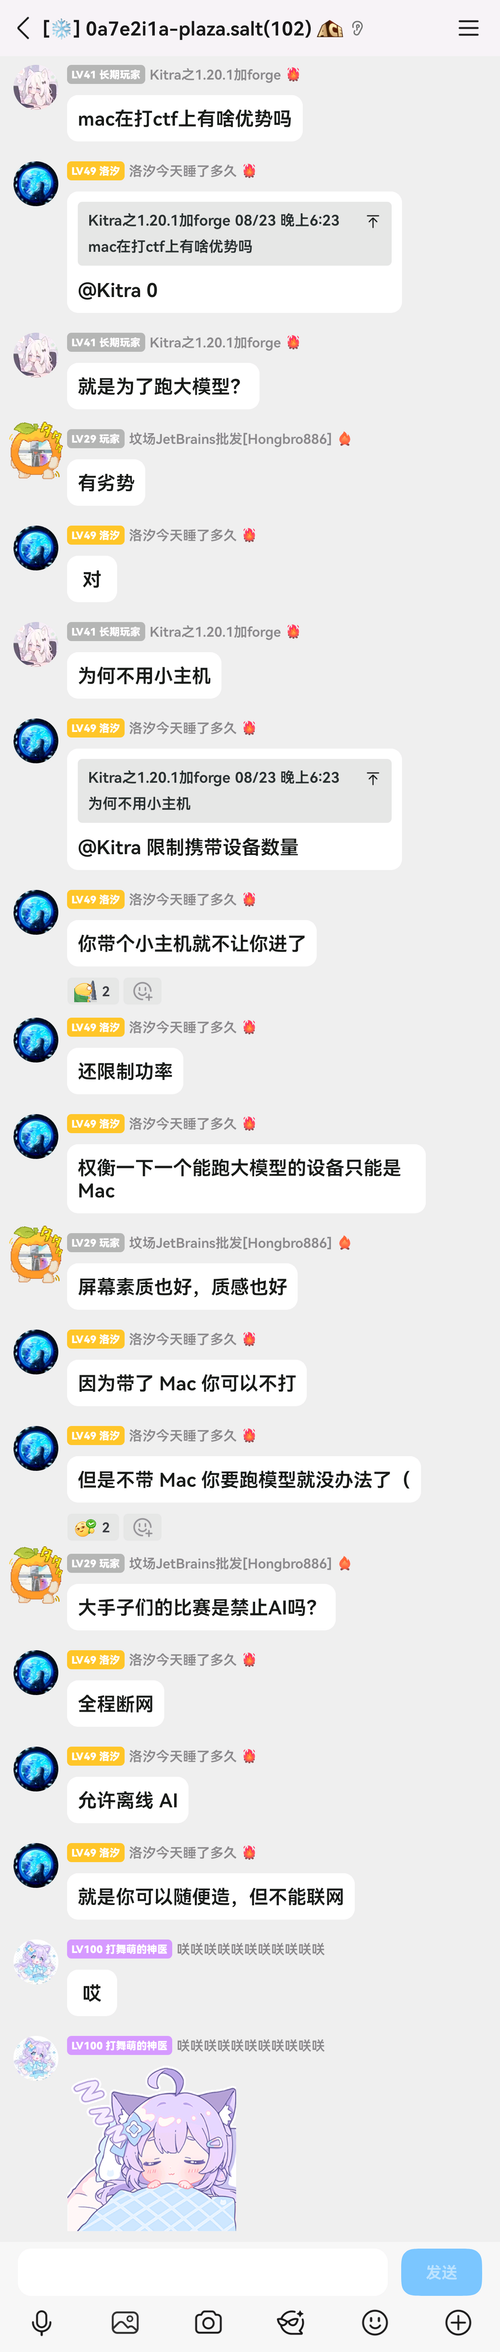 [❄️] 0a7e2i1a-plaza.salt(102)
LV41 长期玩家 Kitra之1.20.1加forge
mac在打ctf上有啥优势吗
LV49 洛汐 洛汐今天睡了多久
Kitra之1.20.1加forge 08/23 晚上6:23
mac在打ctf上有啥优势吗
@Kitra 0
LV41 长期玩家 Kitra之1.20.1加forge
就是为了跑大模型？
LV29 玩家 坟场JetBrains批发[Hongbro886]
有劣势
LV49 洛汐 洛汐今天睡了多久
对
LV41 长期玩家 Kitra之1.20.1加forge
为何不用小主机
LV49 洛汐 洛汐今天睡了多久
Kitra之1.20.1加forge 08/23 晚上6:23
为何不用小主机
@Kitra 限制携带设备数量
LV49 洛汐 洛汐今天睡了多久
你带个小主机就不让你进了
2
LV49 洛汐 洛汐今天睡了多久
还限制功率
LV49 洛汐 洛汐今天睡了多久
权衡一下一个能跑大模型的设备只能是
Mac
LV29 玩家 坟场JetBrains批发[Hongbro886]
屏幕素质也好，质感也好
LV49 洛汐 洛汐今天睡了多久
因为带了 Mac 你可以不打
LV49 洛汐 洛汐今天睡了多久
但是不带 Mac 你要跑模型就没办法了（
2
LV29 玩家 坟场JetBrains批发[Hongbro886]
大手子们的比赛是禁止AI吗？
LV49 洛汐 洛汐今天睡了多久
全程断网
LV49 洛汐 洛汐今天睡了多久
允许离线 AI
LV49 洛汐 洛汐今天睡了多久
就是你可以随便造，但不能联网
LV100 打舞萌的神医 咲咲咲咲咲咲咲咲咲咲咲
哎
LV100 打舞萌的神医 咲咲咲咲咲咲咲咲咲咲咲
ZZZ
发送